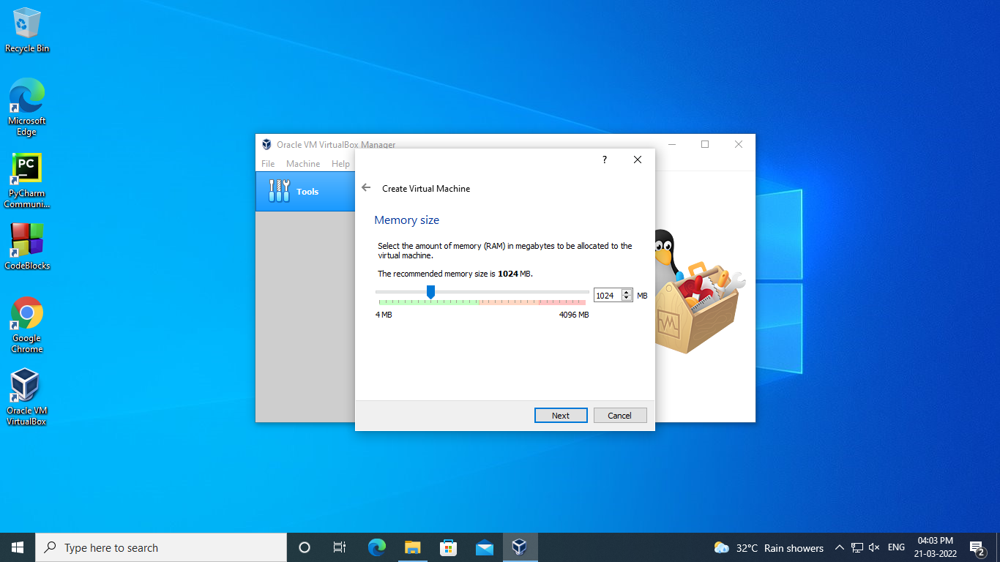 Recycle Bin
Microsoft
Edge
PC
PyCharm
Communi...
CodeBlocks
Google
Chrome
Oracle VM
VirtualBox
Oracle VM VirtualBox Manager
File Machine Help
Tools
?
Create Virtual Machine
Memory size
Select the amount of memory (RAM) in megabytes to be allocated to the
virtual machine.
The recommended memory size is 1024 MB.
1024 MB
4 MB 4096 MB
Next Cancel
Type here to search
32°C Rain showers
ENG
04:03 PM
21-03-2022
2